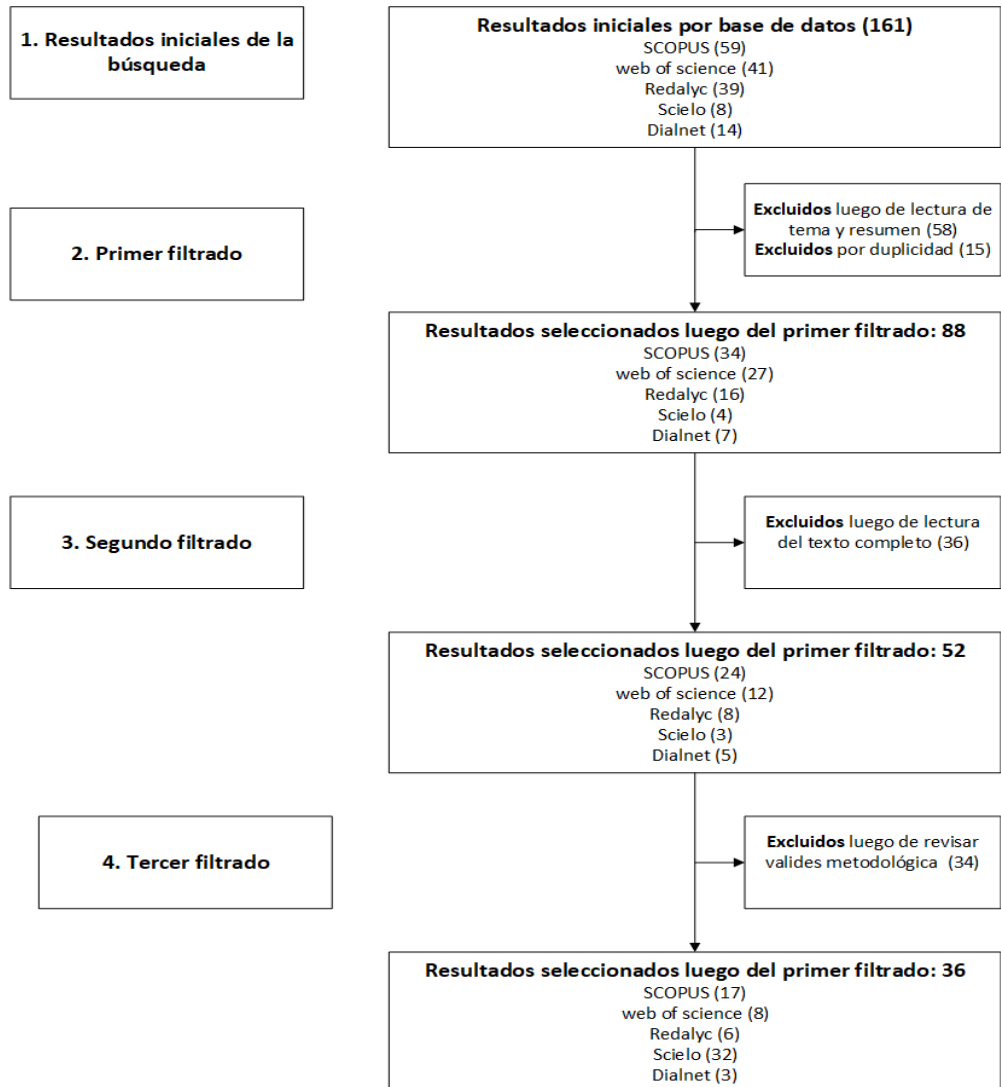 1. Resultados iniciales de la
búsqueda
Resultados iniciales por base de datos (161)
SCOPUS (59)
web of science (41)
Redalyc (39)
Scielo (8)
Dialnet (14)
Excluidos luego de lectura de
tema y resumen (58)
Excluidos por duplicidad (15)
2. Primer filtrado
Resultados seleccionados luego del primer filtrado: 88
SCOPUS (34)
web of science (27)
Redalyc (16)
Scielo (4)
Dialnet (7)
3. Segundo filtrado
Excluidos luego de lectura
del texto completo (36)
Resultados seleccionados luego del primer filtrado: 52
SCOPUS (24)
web of science (12)
Redalyc (8)
Scielo (3)
Dialnet (5)
4. Tercer filtrado
Excluidos luego de revisar
valides metodológica (34)
Resultados seleccionados luego del primer filtrado: 36
SCOPUS (17)
web of science (8)
Redalyc (6)
Scielo (32)
Dialnet (3)